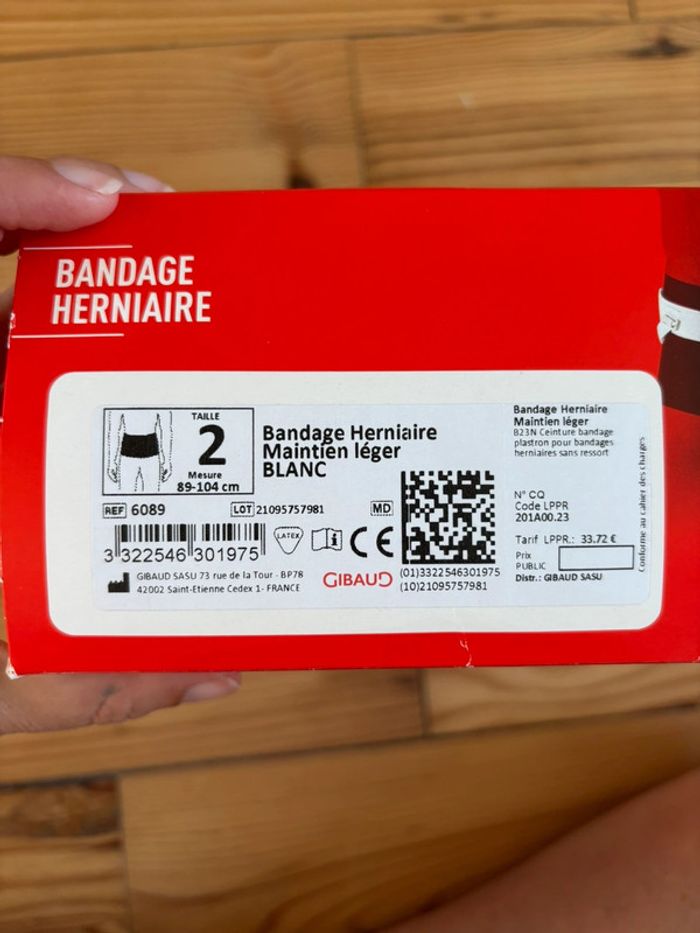 BANDAGE
HERNIAIRE
TAILLE
2
Mesure
89-104 cm
Bandage Herniaire
Maintien léger
BLANC
REF 6089
LOT 21095757981
MD
3 322546 301975
LATEX
CE
GIBAUD SASU 73 rue de la Tour - BP78
42002 Saint-Etienne Cedex 1- FRANCE
GIBAUD
(01)3322546301975
(10)21095757981
Bandage Herniaire
Maintien léger
B23N Ceinture bandage
plastron pour bandages
herniaires sans ressort
N° CQ
Code LPPR
201A00.23
Tarif LPPR.: 33.72 €
Prix
PUBLIC
Distr.: GIBAUD SASU
Conforme au cahier des charges